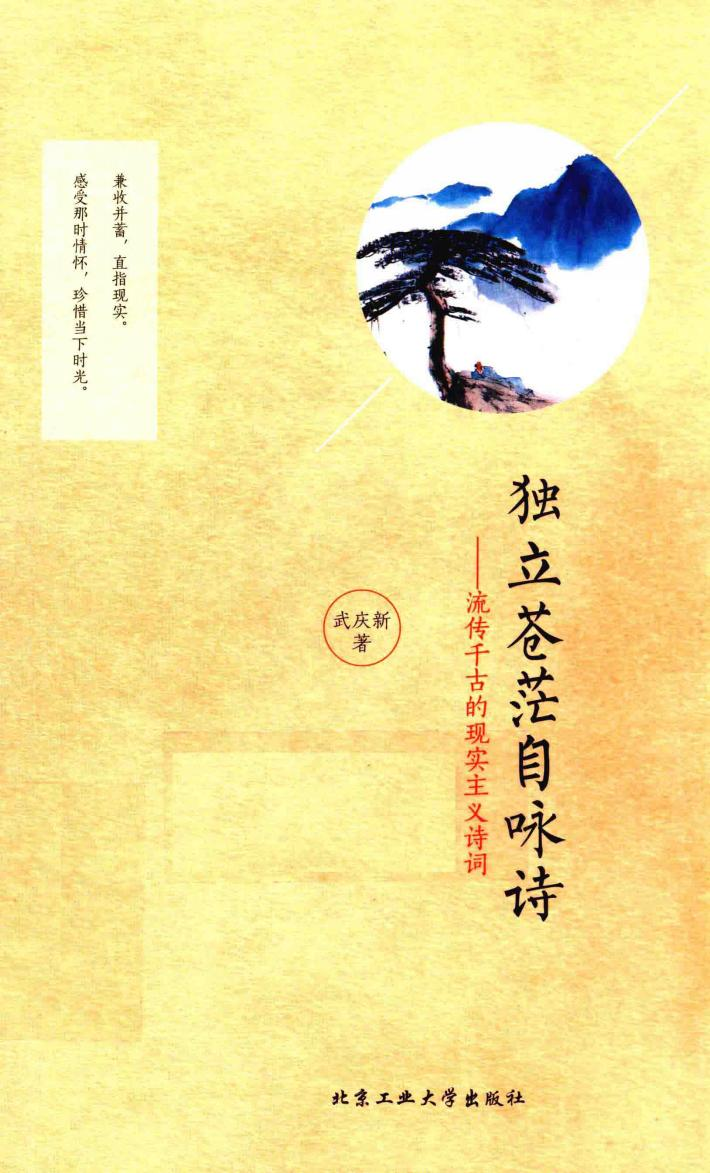 兼收并蓄，直指现实。
感受那时情怀，珍惜当下时光。
独立苍茫自咏诗
——流传千古的现实主义诗词
武庆新
著
北京工业大学出版社